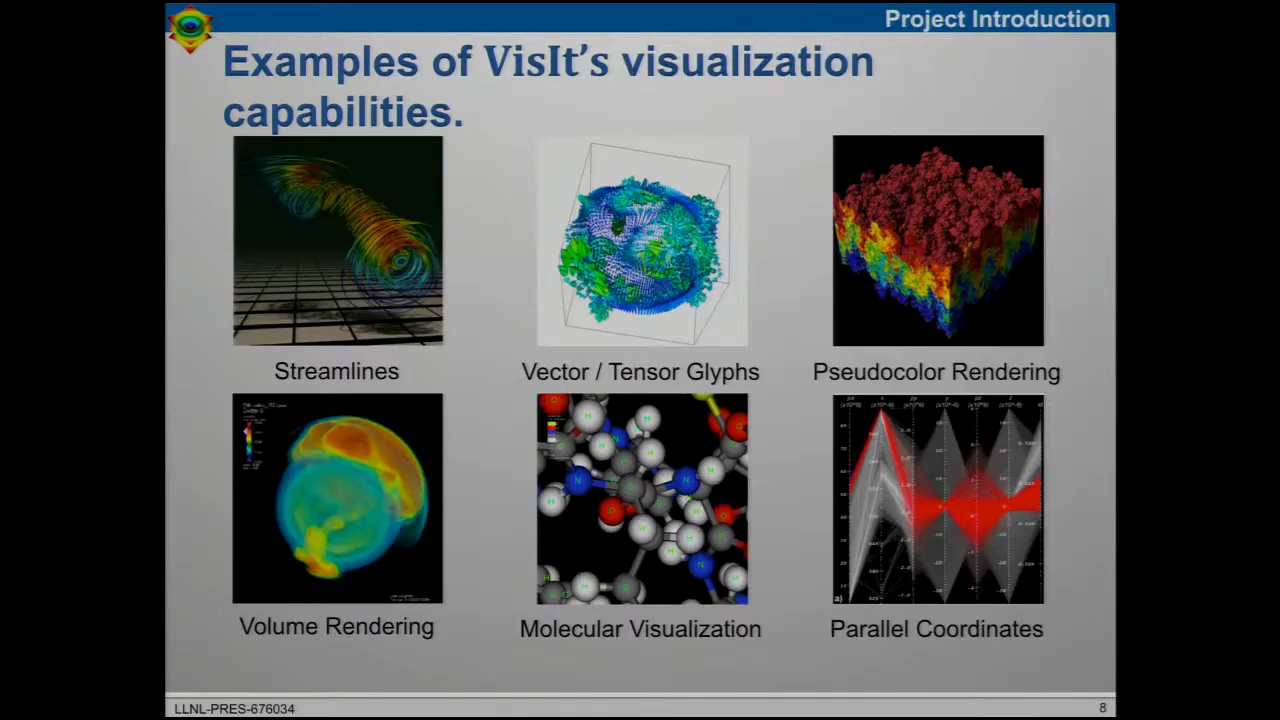 Project Introduction
Examples of VisIt's visualization
capabilities.
Streamlines
Vector / Tensor Glyphs
Pseudocolor Rendering
Volume Rendering
Molecular Visualization
Parallel Coordinates
LLNL-PRES-676034
8